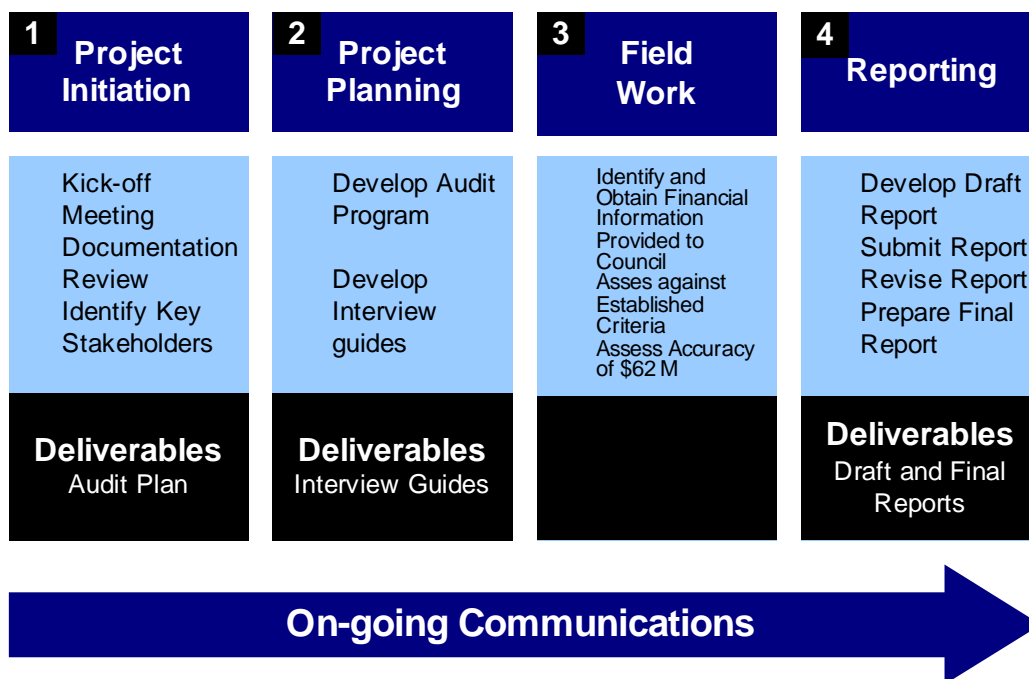 1
Project
Initiation
Kick-off
Meeting
Documentation
Review
Identify Key
Stakeholders
Deliverables
Audit Plan
2
Project
Planning
Develop Audit
Program
Develop
Interview
guides
Deliverables
Interview Guides
3
Field
Work
Identify and
Obtain Financial
Information
Provided to
Council
Asses against
Established
Criteria
Assess Accuracy
of $62 M
4
Reporting
Develop Draft
Report
Submit Report
Revise Report
Prepare Final
Report
Deliverables
Draft and Final
Reports
On-going Communications